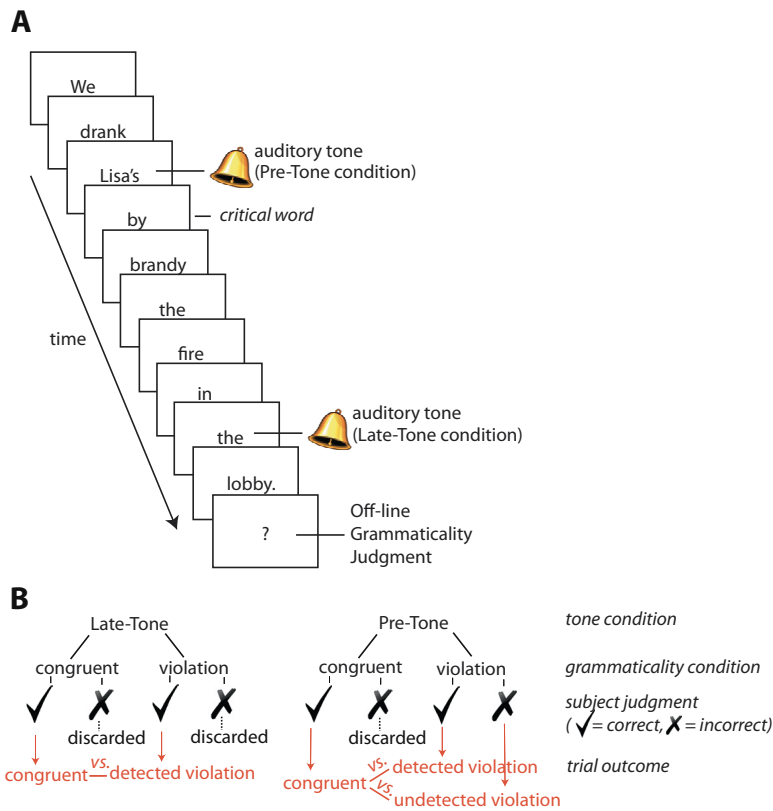 A
We
drank
Lisa's
auditory tone
(Pre-Tone condition)
by
critical word
brandy
the
time
fire
in
the
auditory tone
(Late-Tone condition)
lobby.
?
Off-line
Grammaticality
Judgment
B
Late-Tone
Pre-Tone
tone condition
congruent violation
congruent violation
grammaticality condition
subject judgment
(✓= correct, ✗ = incorrect)
discarded discarded
discarded
congruent vs. detected violation
congruent vs. detected violation
vs. undetected violation
trial outcome